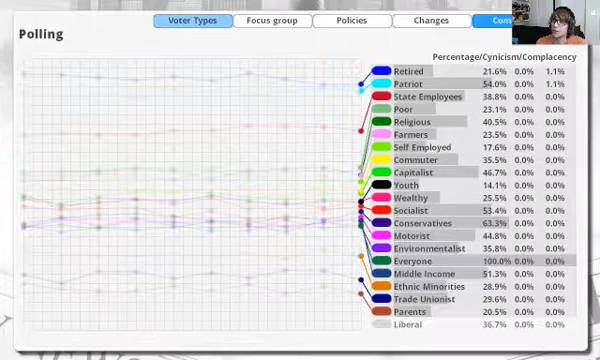 Voter Types Focus group Policies Changes Com
Polling
Percentage/Cynicism/Complacency
Retired 21.6% 0.0% 1.1%
Patriot 54.0% 0.0% 1.1%
State Employees 38.8% 0.0% 0.0%
Poor 23.1% 0.0% 0.0%
Religious 40.5% 0.0% 0.0%
Farmers 23.5% 0.0% 0.0%
Self Employed 17.6% 0.0% 0.0%
Commuter 35.5% 0.0% 0.0%
Capitalist 46.7% 0.0% 0.0%
Youth 14.1% 0.0% 0.0%
Wealthy 25.5% 0.0% 0.0%
Socialist 53.4% 0.0% 0.0%
Conservatives 63.3% 0.0% 0.0%
Motorist 44.8% 0.0% 0.0%
Environmentalist 35.8% 0.0% 0.0%
Everyone 100.0% 0.0% 0.0%
Middle Income 51.3% 0.0% 0.0%
Ethnic Minorities 28.9% 0.0% 0.0%
Trade Unionist 29.6% 0.0% 0.0%
Parents 20.5% 0.0% 0.0%
Liberal 36.7% 0.0% 0.0%